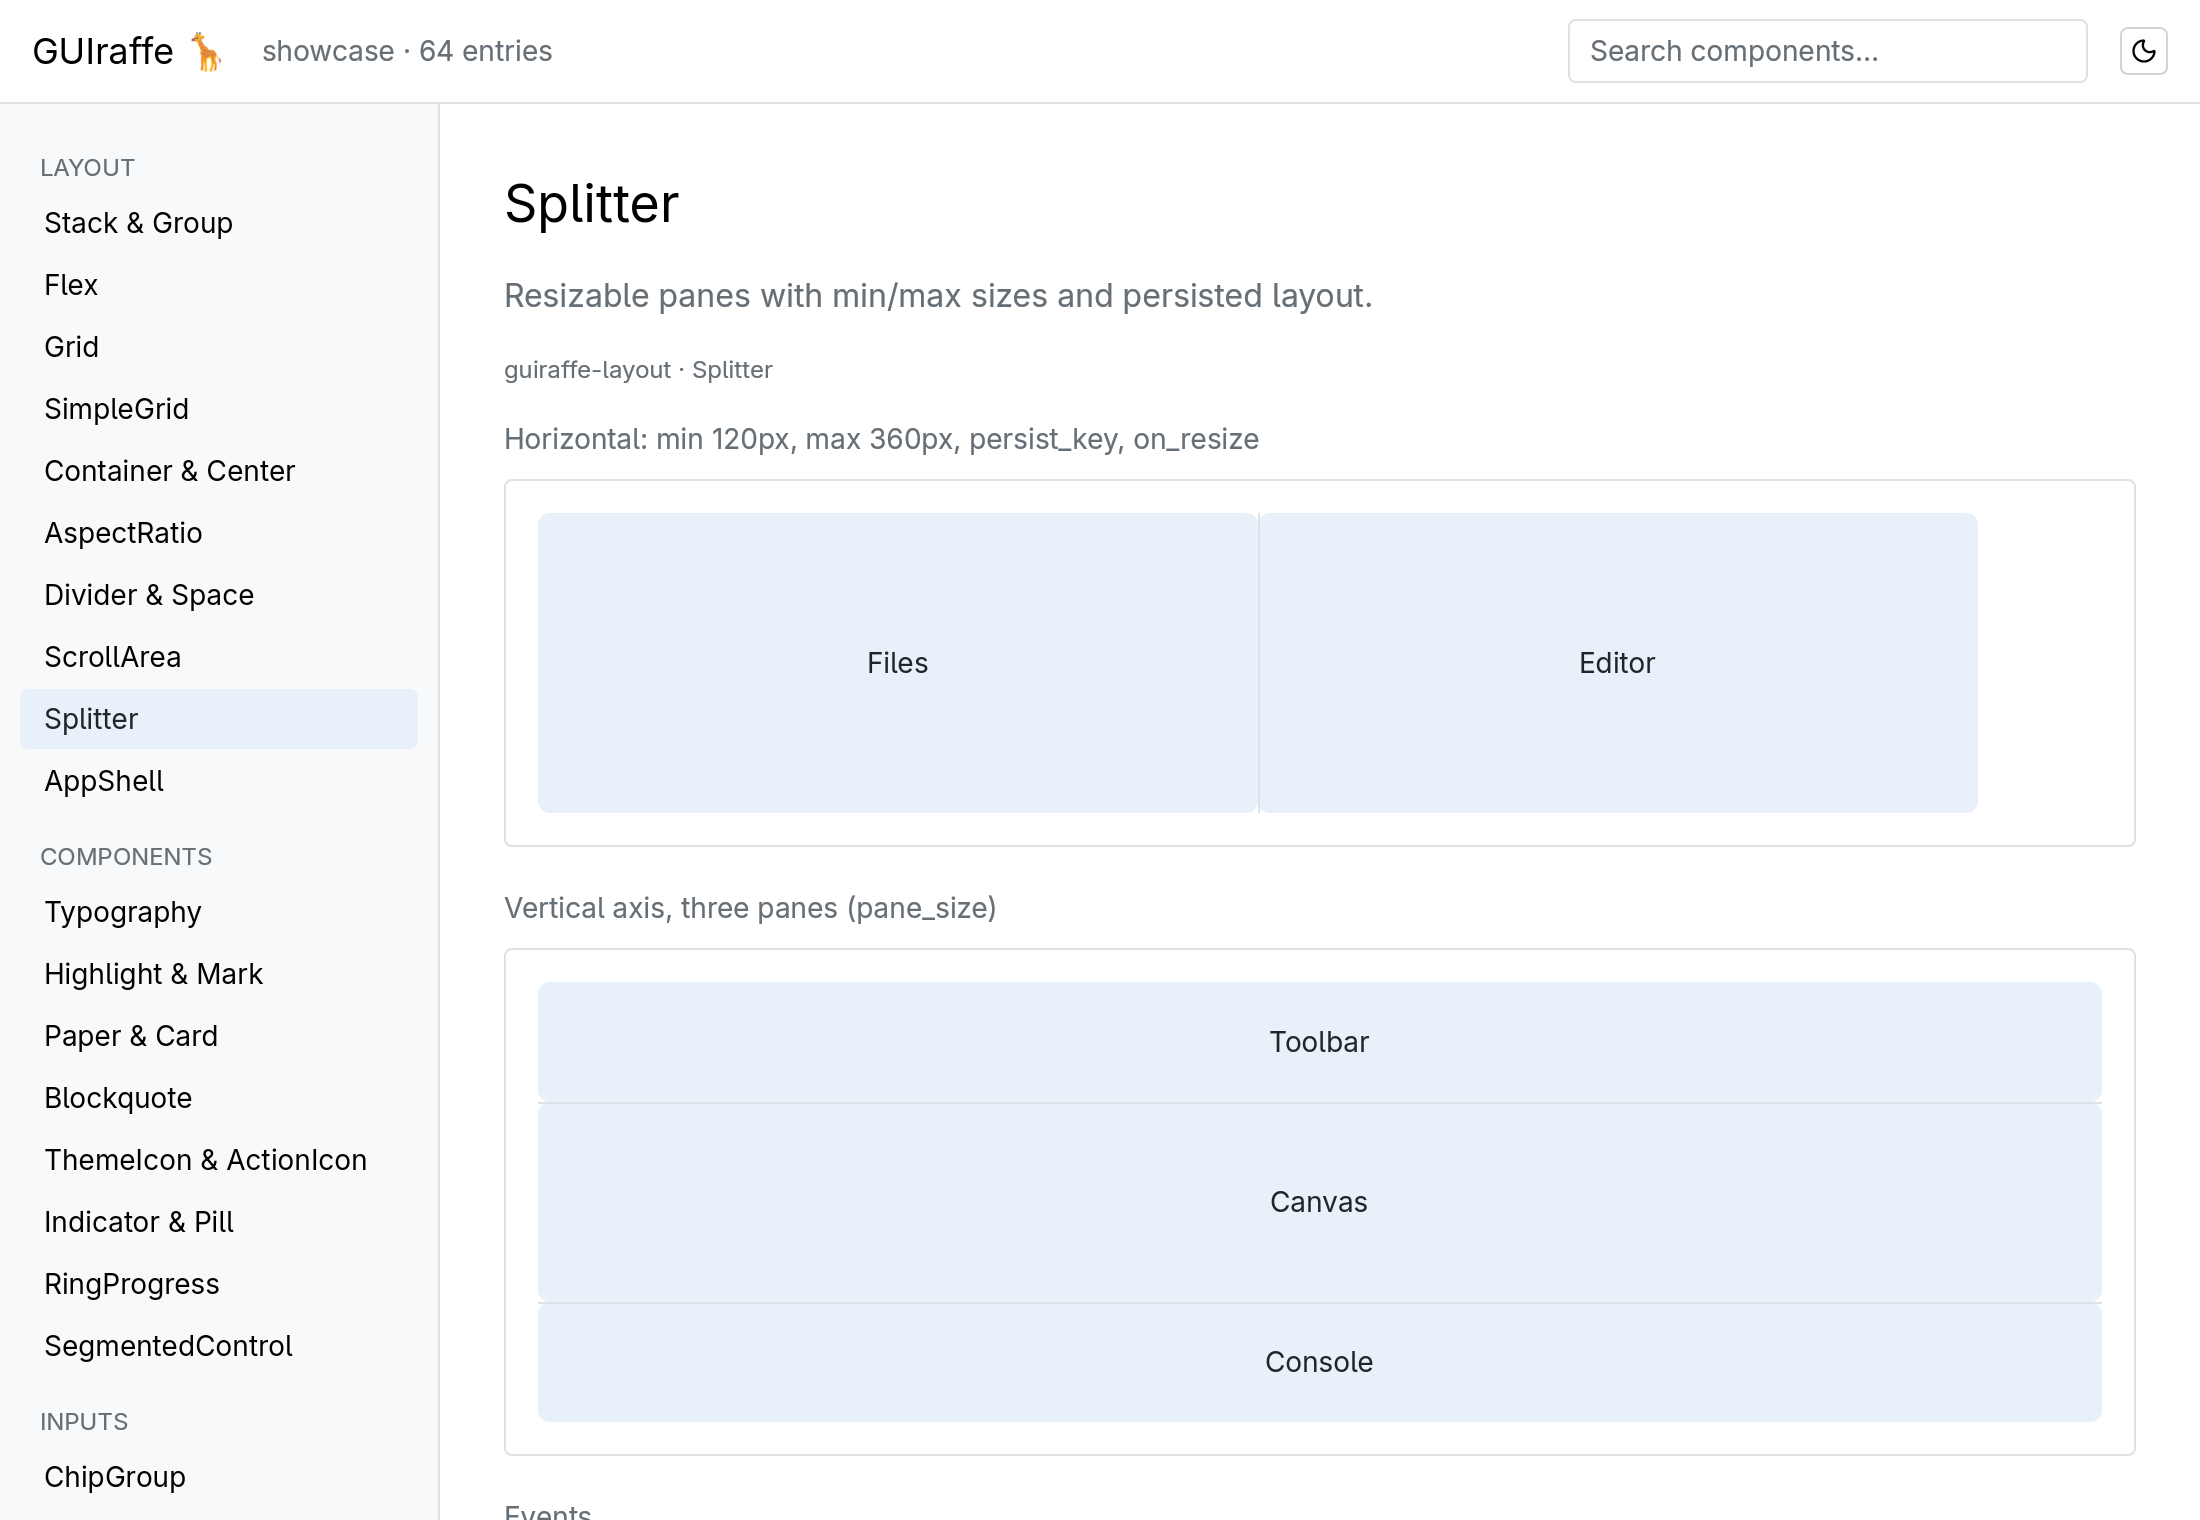 GUIraffe 🦒 showcase · 64 entries
Search components...
LAYOUT
Stack & Group
Flex
Grid
SimpleGrid
Container & Center
AspectRatio
Divider & Space
ScrollArea
Splitter
AppShell
COMPONENTS
Typography
Highlight & Mark
Paper & Card
Blockquote
ThemeIcon & ActionIcon
Indicator & Pill
RingProgress
SegmentedControl
INPUTS
ChipGroup
Splitter
Resizable panes with min/max sizes and persisted layout.
guiraffe-layout · Splitter
Horizontal: min 120px, max 360px, persist_key, on_resize
Files
Editor
Vertical axis, three panes (pane_size)
Toolbar
Canvas
Console
Events